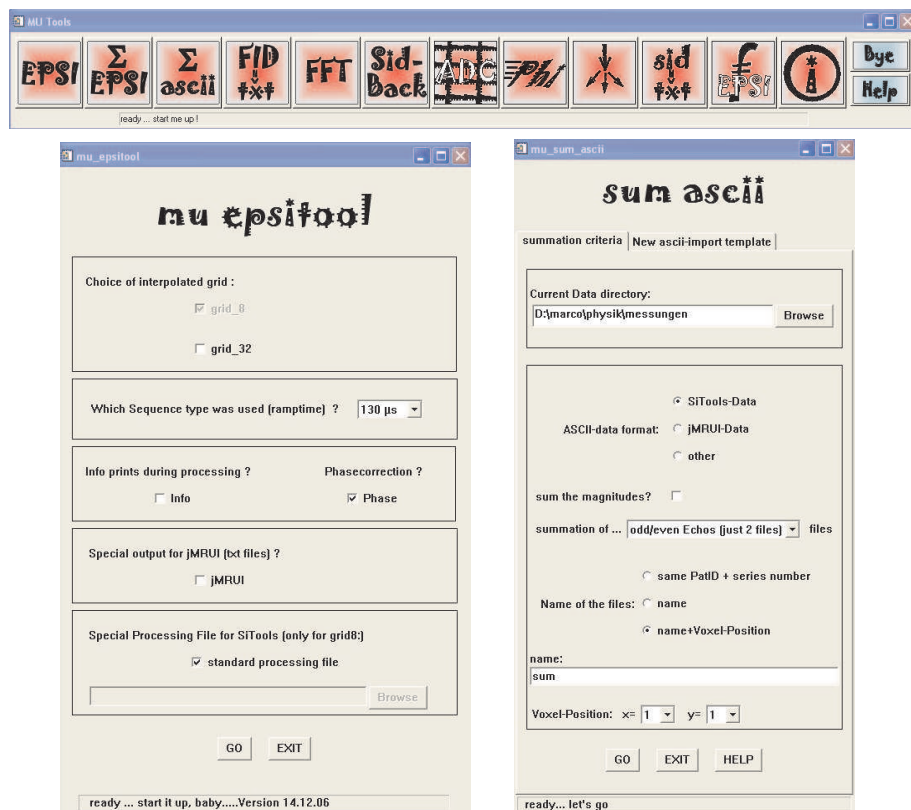 MU Tools
EPSI
Σ EPSI
Σ ascii
FID txt
FFT
Sid-Back
ADC
Phi
sid txt
£ EPSI
Bye
Help
ready ... start me up !
mu_epsitool
mu epsitool
Choice of interpolated grid :
grid_8
grid_32
Which Sequence type was used (ramptime) ? 130 µs
Info prints during processing ? Phasecorrection ?
Info Phase
Special output for jMRUI (txt files) ?
jMRUI
Special Processing File for SiTools (only for grid8:)
standard processing file
Browse
GO EXIT
ready ... start it up, baby.....Version 14.12.06
mu_sum_ascii
sum ascii
summation criteria New ascii-import template
Current Data directory:
D:\marco\physik\messungen Browse
SiTools-Data
ASCII-data format: jMRUI-Data
other
sum the magnitudes?
summation of ... odd/even Echos (just 2 files) files
same PatID + series number
Name of the files: name
name+Voxel-Position
name:
sum
Voxel-Position: x= 1 y= 1
GO EXIT HELP
ready... let's go